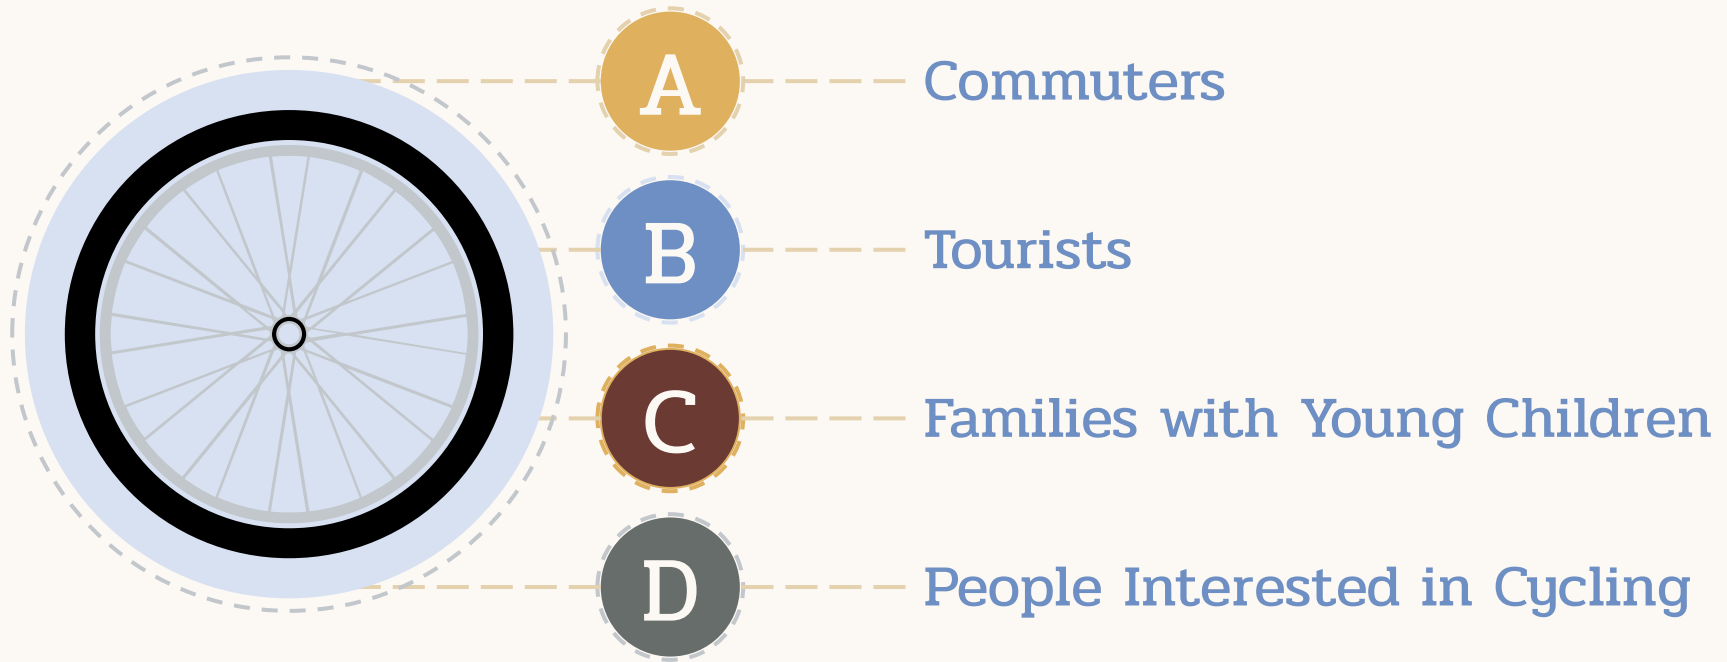 A Commuters
B Tourists
C Families with Young Children
D People Interested in Cycling